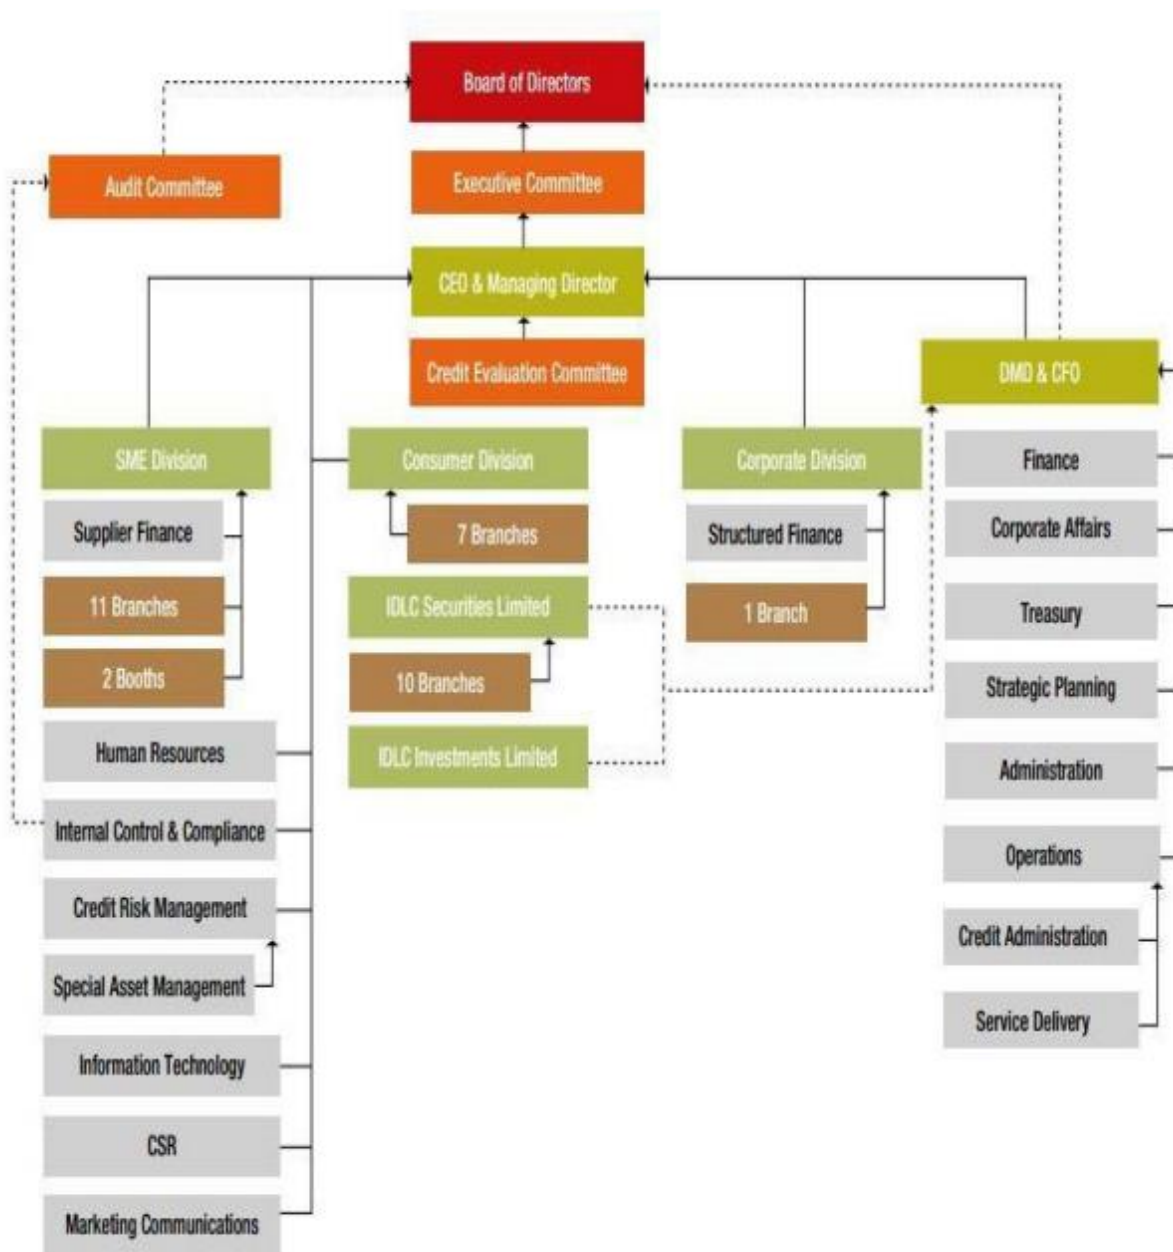 Board of Directors
Audit Committee
Executive Committee
CEO & Managing Director
Credit Evaluation Committee
DMD & CFO
SME Division
Consumer Division
Corporate Division
Finance
Supplier Finance
7 Branches
Structured Finance
Corporate Affairs
11 Branches
IDLC Securities Limited
1 Branch
Treasury
2 Booths
10 Branches
Strategic Planning
Human Resources
IDLC Investments Limited
Administration
Internal Control & Compliance
Operations
Credit Risk Management
Credit Administration
Special Asset Management
Service Delivery
Information Technology
CSR
Marketing Communications